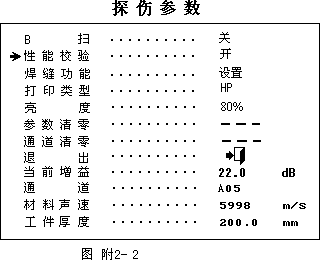 探伤参数
B 扫 ·········· 关
性能校验 ·········· 开
焊缝功能 ·········· 设置
打印类型 ·········· HP
亮 度 ·········· 80%
参数清零 ·········· - - -
通道清零 ·········· - - -
退 出 ··········
当前增益 ·········· 22.0 dB
通 道 ·········· A05
材料声速 ·········· 5998 m/S
工件厚度 ·········· 200.0 mm
图 附2-2